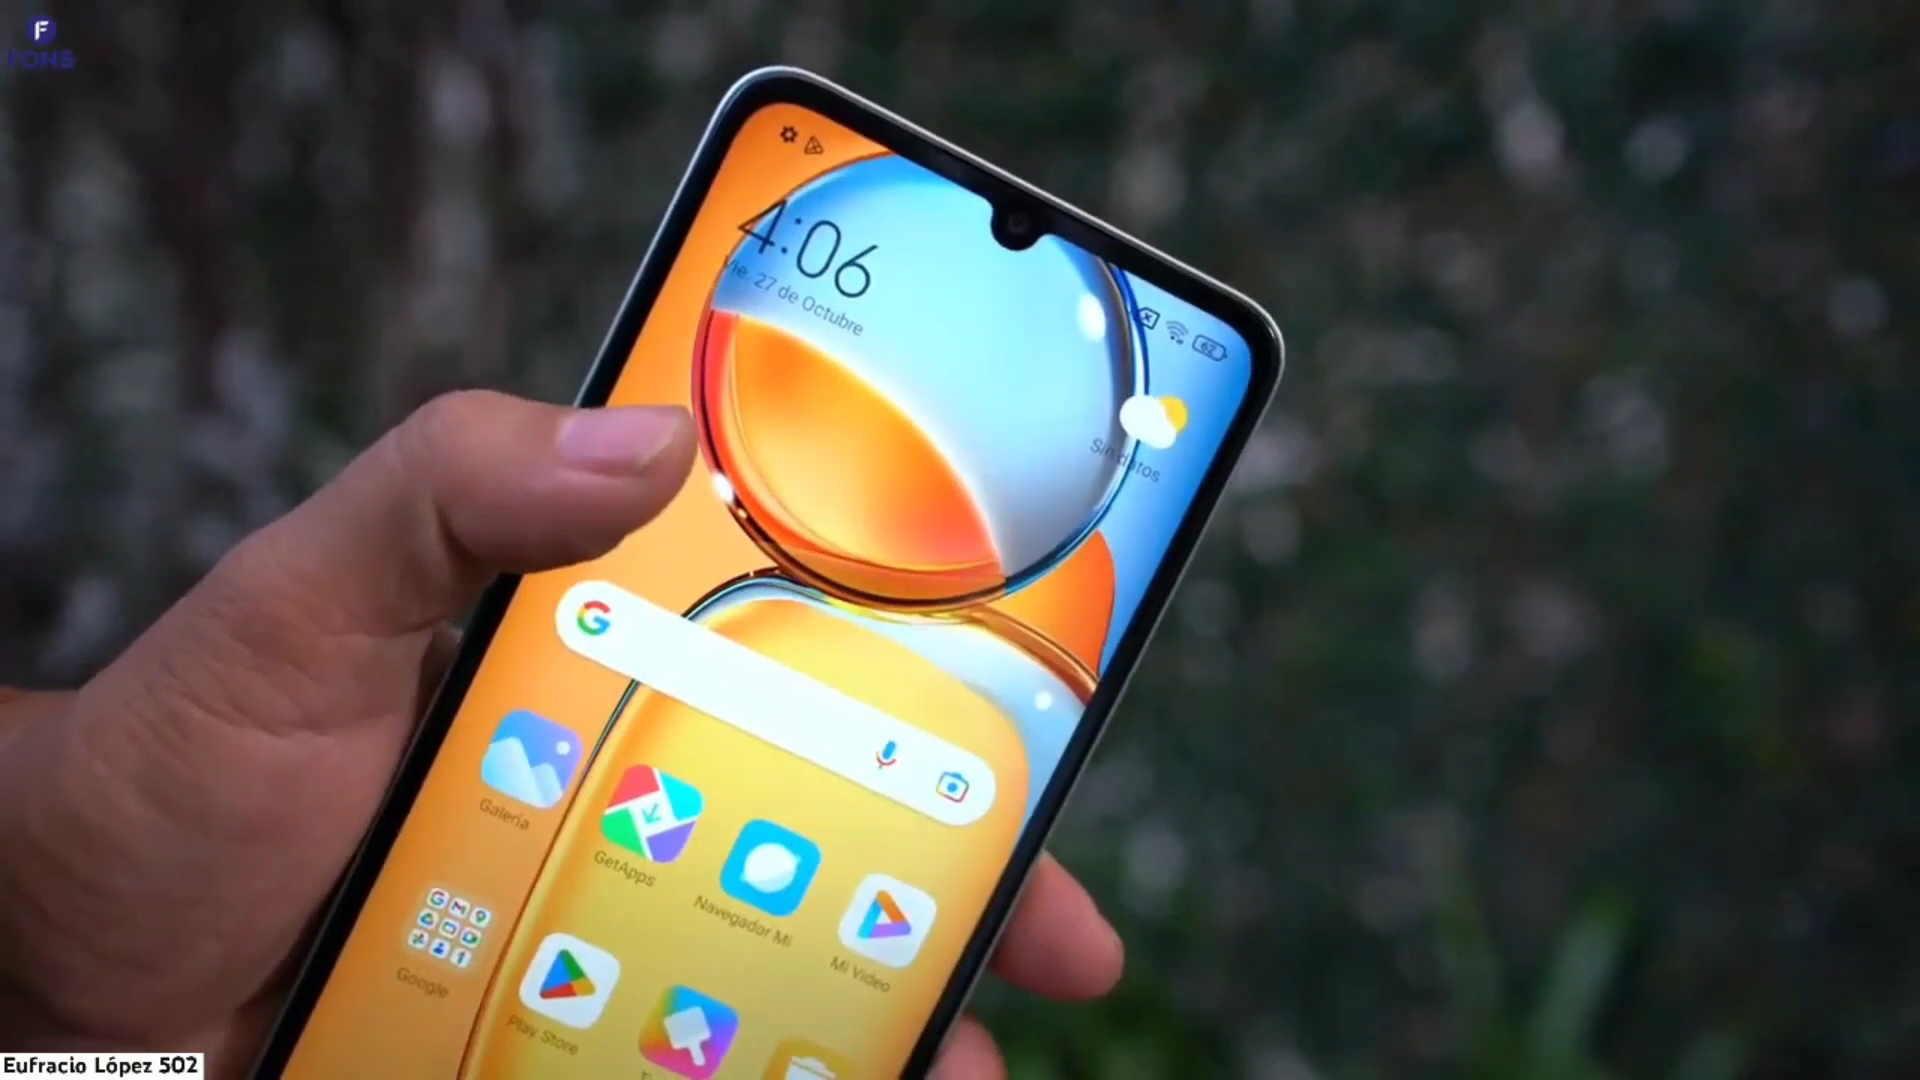 F
FONS
4:06
Vie. 27 de Octubre
62
Sin datos
G
Galería
GetApps
Navegador Mi
Mi Video
Google
Play Store
Eufracio López 502